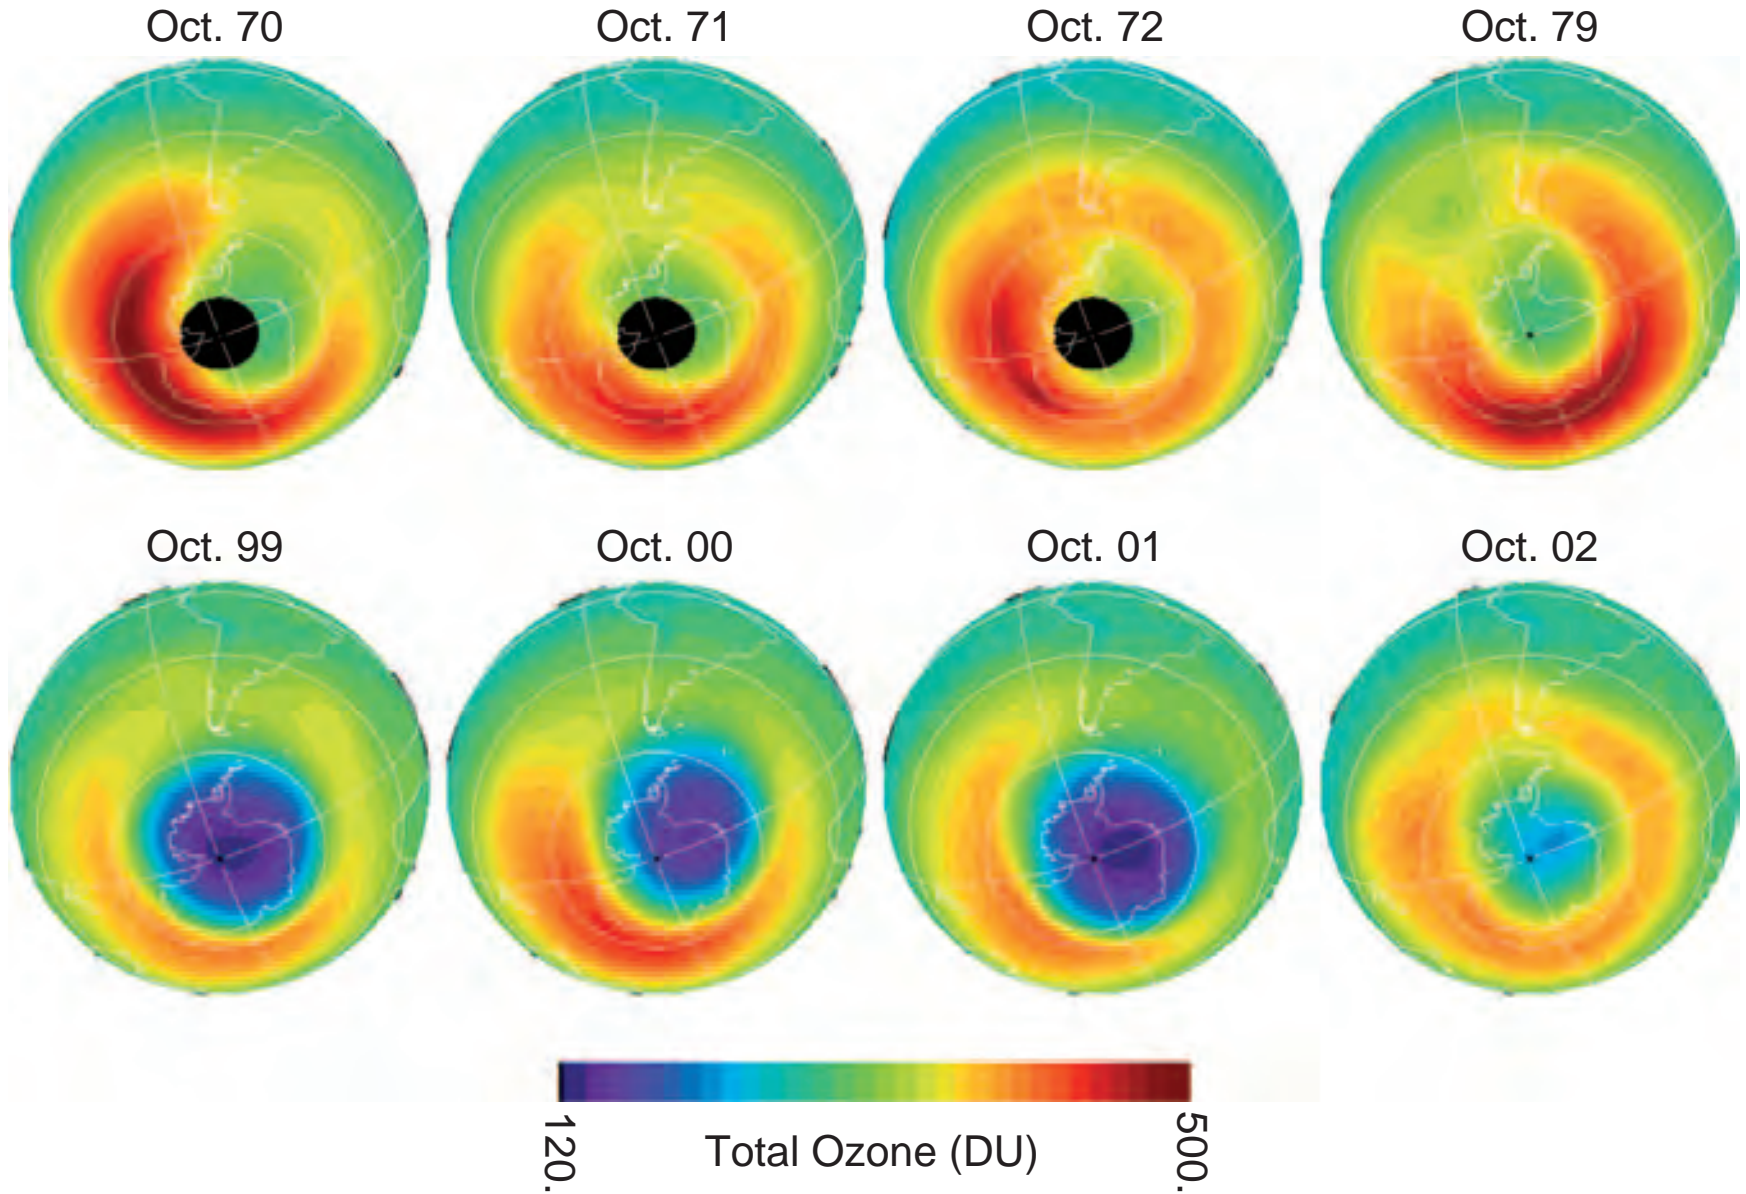 Oct. 70
Oct. 71
Oct. 72
Oct. 79
Oct. 99
Oct. 00
Oct. 01
Oct. 02
120.
Total Ozone (DU)
500.